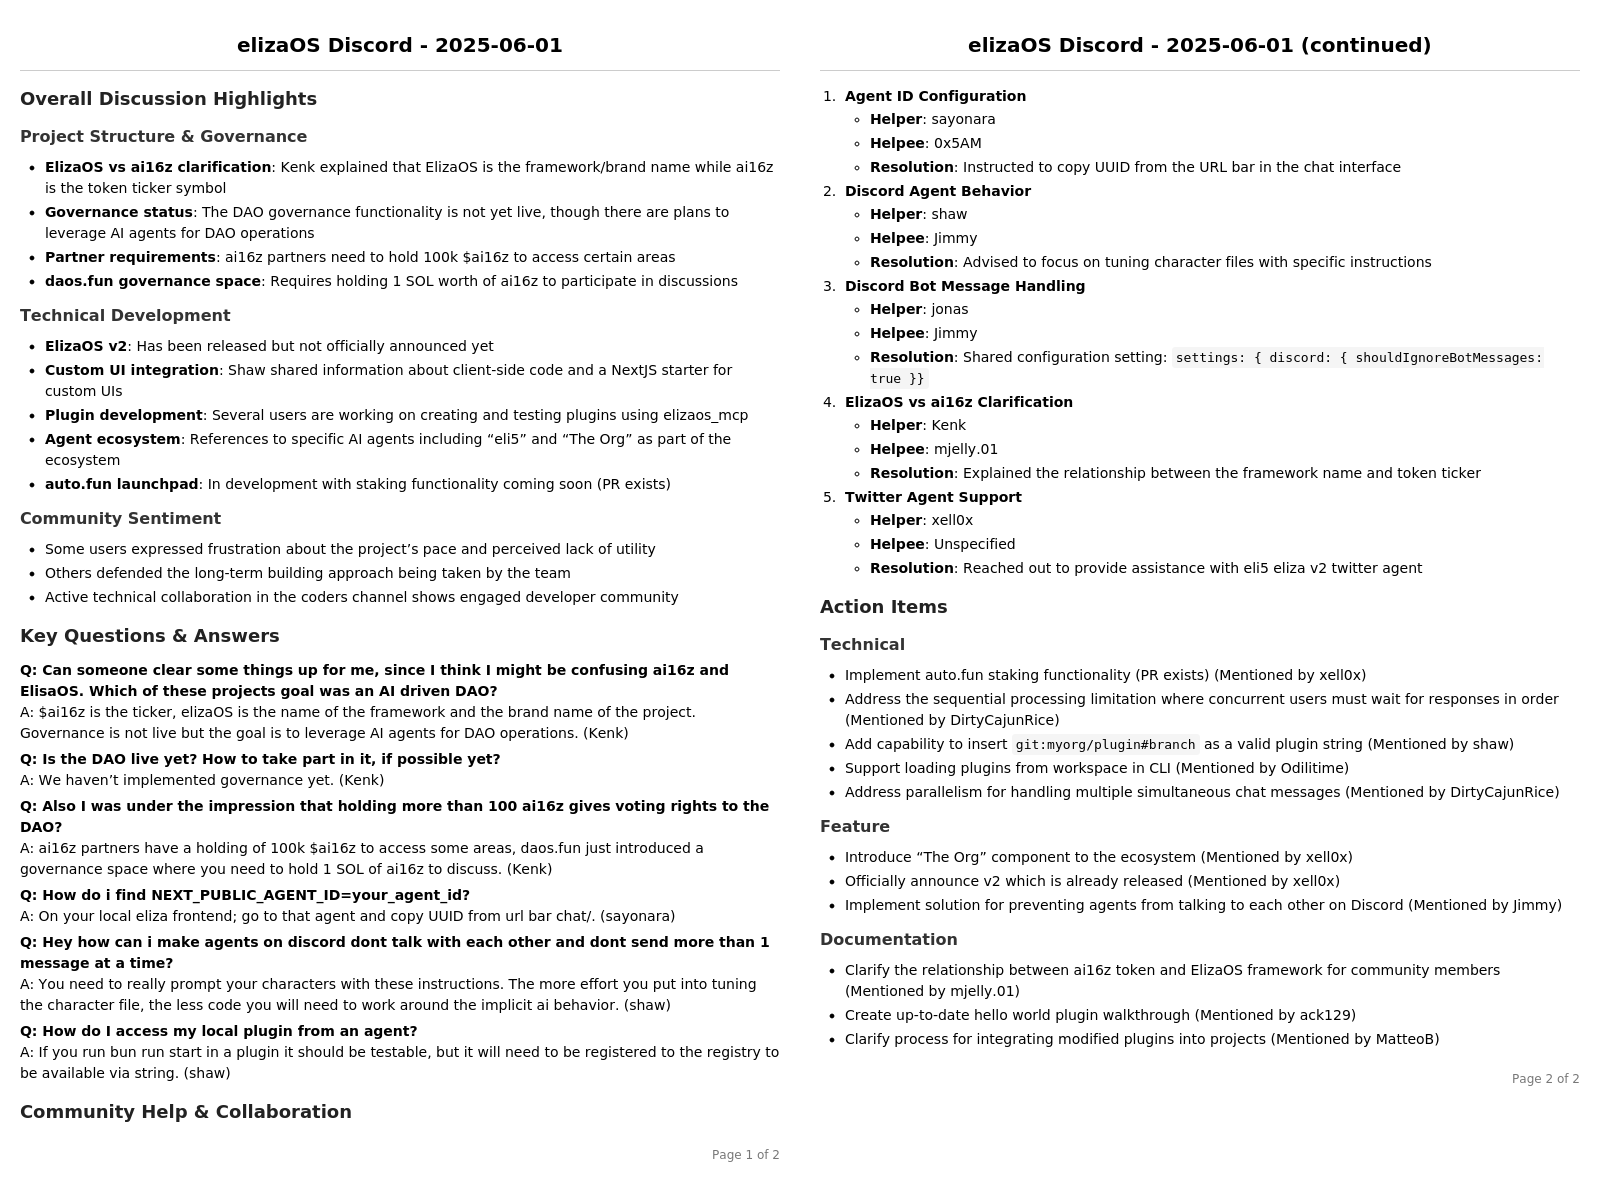 elizaOS Discord - 2025-06-01
Overall Discussion Highlights
Project Structure & Governance
• ElizaOS vs ai16z clarification: Kenk explained that ElizaOS is the framework/brand name while ai16z
is the token ticker symbol
• Governance status: The DAO governance functionality is not yet live, though there are plans to
leverage AI agents for DAO operations
• Partner requirements: ai16z partners need to hold 100k $ai16z to access certain areas
• daos.fun governance space: Requires holding 1 SOL worth of ai16z to participate in discussions
Technical Development
• ElizaOS v2: Has been released but not officially announced yet
• Custom UI integration: Shaw shared information about client-side code and a NextJS starter for
custom UIs
• Plugin development: Several users are working on creating and testing plugins using elizaos_mcp
• Agent ecosystem: References to specific AI agents including “eli5” and “The Org” as part of the
ecosystem
• auto.fun launchpad: In development with staking functionality coming soon (PR exists)
Community Sentiment
• Some users expressed frustration about the project’s pace and perceived lack of utility
• Others defended the long-term building approach being taken by the team
• Active technical collaboration in the coders channel shows engaged developer community
Key Questions & Answers
Q: Can someone clear some things up for me, since I think I might be confusing ai16z and
ElisaOS. Which of these projects goal was an AI driven DAO?
A: $ai16z is the ticker, elizaOS is the name of the framework and the brand name of the project.
Governance is not live but the goal is to leverage AI agents for DAO operations. (Kenk)
Q: Is the DAO live yet? How to take part in it, if possible yet?
A: We haven’t implemented governance yet. (Kenk)
Q: Also I was under the impression that holding more than 100 ai16z gives voting rights to the
DAO?
A: ai16z partners have a holding of 100k $ai16z to access some areas, daos.fun just introduced a
governance space where you need to hold 1 SOL of ai16z to discuss. (Kenk)
Q: How do i find NEXT_PUBLIC_AGENT_ID=your_agent_id?
A: On your local eliza frontend; go to that agent and copy UUID from url bar chat/. (sayonara)
Q: Hey how can i make agents on discord dont talk with each other and dont send more than 1
message at a time?
A: You need to really prompt your characters with these instructions. The more effort you put into tuning
the character file, the less code you will need to work around the implicit ai behavior. (shaw)
Q: How do I access my local plugin from an agent?
A: If you run bun run start in a plugin it should be testable, but it will need to be registered to the registry to
be available via string. (shaw)
Community Help & Collaboration
Page 1 of 2
elizaOS Discord - 2025-06-01 (continued)
1. Agent ID Configuration
◦ Helper: sayonara
◦ Helpee: 0x5AM
◦ Resolution: Instructed to copy UUID from the URL bar in the chat interface
2. Discord Agent Behavior
◦ Helper: shaw
◦ Helpee: Jimmy
◦ Resolution: Advised to focus on tuning character files with specific instructions
3. Discord Bot Message Handling
◦ Helper: jonas
◦ Helpee: Jimmy
◦ Resolution: Shared configuration setting: settings: { discord: { shouldIgnoreBotMessages:
true }}
4. ElizaOS vs ai16z Clarification
◦ Helper: Kenk
◦ Helpee: mjelly.01
◦ Resolution: Explained the relationship between the framework name and token ticker
5. Twitter Agent Support
◦ Helper: xell0x
◦ Helpee: Unspecified
◦ Resolution: Reached out to provide assistance with eli5 eliza v2 twitter agent
Action Items
Technical
• Implement auto.fun staking functionality (PR exists) (Mentioned by xell0x)
• Address the sequential processing limitation where concurrent users must wait for responses in order
(Mentioned by DirtyCajunRice)
• Add capability to insert git:myorg/plugin#branch as a valid plugin string (Mentioned by shaw)
• Support loading plugins from workspace in CLI (Mentioned by Odilitime)
• Address parallelism for handling multiple simultaneous chat messages (Mentioned by DirtyCajunRice)
Feature
• Introduce “The Org” component to the ecosystem (Mentioned by xell0x)
• Officially announce v2 which is already released (Mentioned by xell0x)
• Implement solution for preventing agents from talking to each other on Discord (Mentioned by Jimmy)
Documentation
• Clarify the relationship between ai16z token and ElizaOS framework for community members
(Mentioned by mjelly.01)
• Create up-to-date hello world plugin walkthrough (Mentioned by ack129)
• Clarify process for integrating modified plugins into projects (Mentioned by MatteoB)
Page 2 of 2